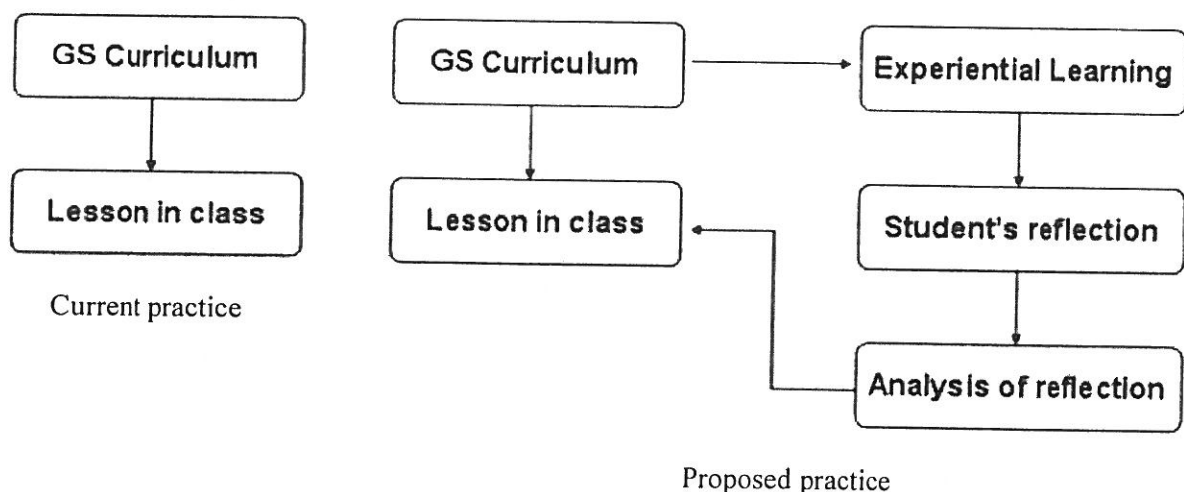 GS Curriculum
Lesson in class
Current practice
GS Curriculum
Experiential Learning
Lesson in class
Student's reflection
Analysis of reflection
Proposed practice